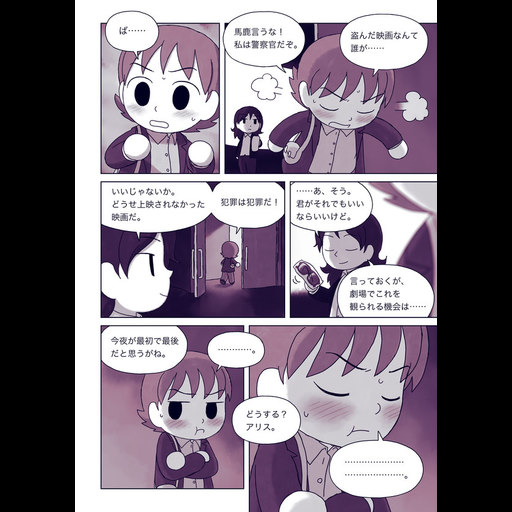 ば……
馬鹿言うな！
私は警察官だぞ。
盗んだ映画なんて
誰が……
いいじゃないか。
どうせ上映されなかった
映画だ。
犯罪は犯罪だ！
……あ、そう。
君がそれでもいい
ならいいけど。
言っておくが、
劇場でこれを
観られる機会は……
今夜が最初で最後
だと思うがね。
…………。
どうする？
アリス。
………………
………………。